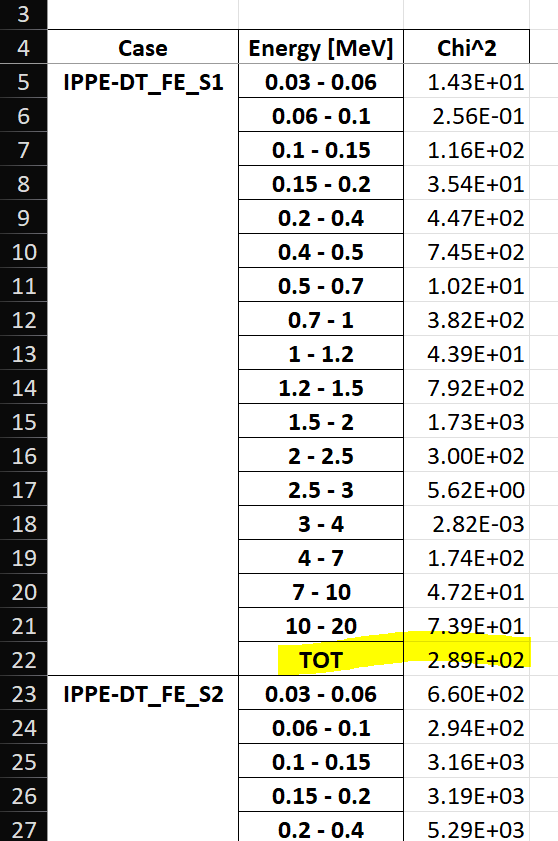 3
4 Case Energy [MeV] Chi^2
5 IPPE-DT_FE_S1 0.03 - 0.06 1.43E+01
6 0.06 - 0.1 2.56E-01
7 0.1 - 0.15 1.16E+02
8 0.15 - 0.2 3.54E+01
9 0.2 - 0.4 4.47E+02
10 0.4 - 0.5 7.45E+02
11 0.5 - 0.7 1.02E+01
12 0.7 - 1 3.82E+02
13 1 - 1.2 4.39E+01
14 1.2 - 1.5 7.92E+02
15 1.5 - 2 1.73E+03
16 2 - 2.5 3.00E+02
17 2.5 - 3 5.62E+00
18 3 - 4 2.82E-03
19 4 - 7 1.74E+02
20 7 - 10 4.72E+01
21 10 - 20 7.39E+01
22 TOT 2.89E+02
23 IPPE-DT_FE_S2 0.03 - 0.06 6.60E+02
24 0.06 - 0.1 2.94E+02
25 0.1 - 0.15 3.16E+03
26 0.15 - 0.2 3.19E+03
27 0.2 - 0.4 5.29E+03